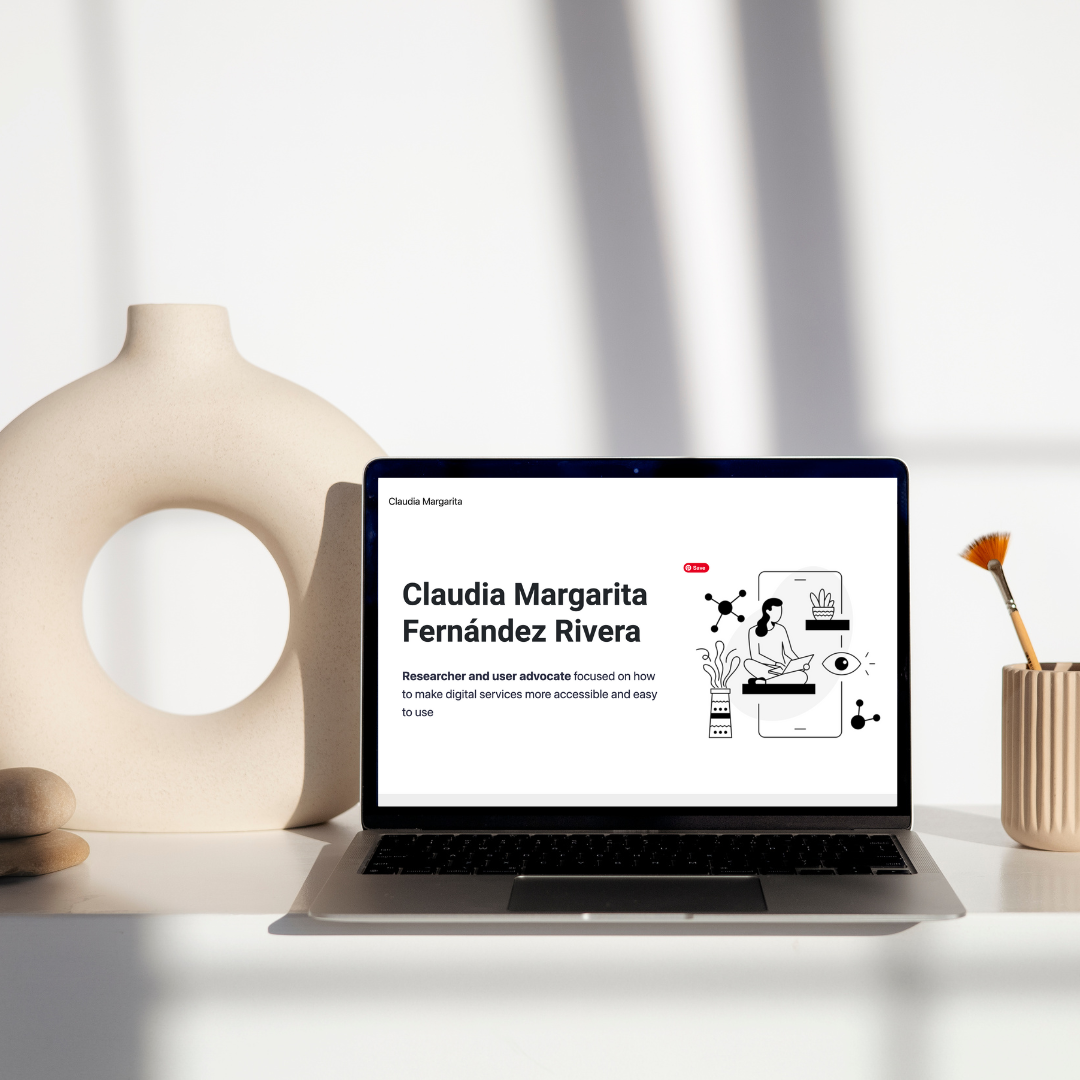 Claudia Margarita
Save
Claudia Margarita
Fernández Rivera
Researcher and user advocate focused on how
to make digital services more accessible and easy
to use